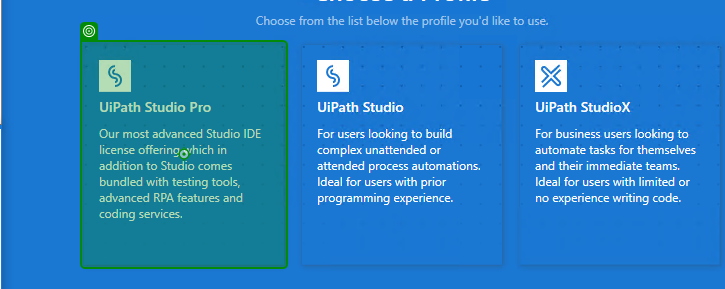 Choose a Profile
Choose from the list below the profile you'd like to use.
UiPath Studio Pro
Our most advanced Studio IDE
license offering which in
addition to Studio comes
bundled with testing tools,
advanced RPA features and
coding services.
UiPath Studio
For users looking to build
complex unattended or
attended process automations.
Ideal for users with prior
programming experience.
UiPath StudioX
For business users looking to
automate tasks for themselves
and their immediate teams.
Ideal for users with limited or
no experience writing code.